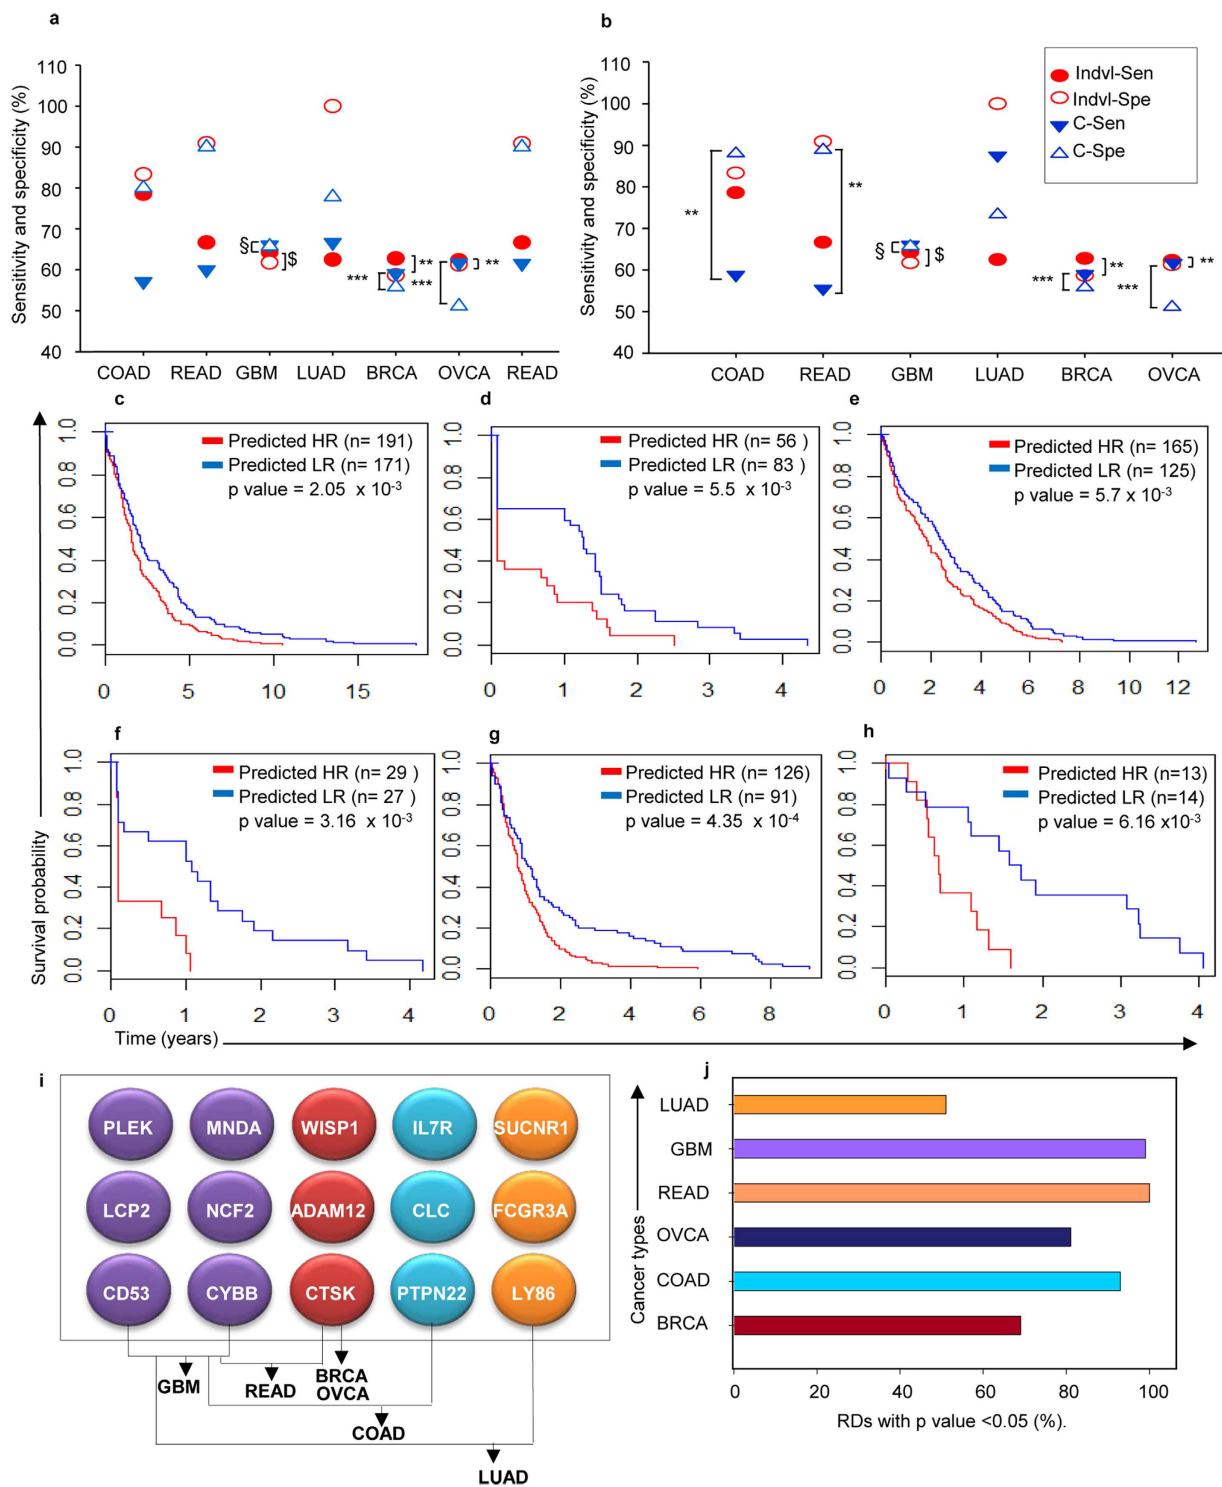 a
Sensitivity and specificity (%)
110
100
90
80
70
60
50
40
§
$
***
**
***
**
COAD READ GBM LUAD BRCA OVCA READ
b
Sensitivity and specificity (%)
110
100
90
80
70
60
50
40
Indvl-Sen
Indvl-Spe
C-Sen
C-Spe
**
**
§
$
***
**
***
**
COAD READ GBM LUAD BRCA OVCA
Survival probability
c
1.0
0.8
0.6
0.4
0.2
0.0
Predicted HR (n= 191)
Predicted LR (n= 171)
p value = 2.05 x 10-3
0 5 10 15
d
1.0
0.8
0.6
0.4
0.2
0.0
Predicted HR (n= 56 )
Predicted LR (n= 83)
p value = 5.5 x 10-3
0 1 2 3 4
e
1.0
0.8
0.6
0.4
0.2
0.0
Predicted HR (n= 165)
Predicted LR (n= 125)
p value = 5.7 x 10-3
0 2 4 6 8 10 12
f
1.0
0.8
0.6
0.4
0.2
0.0
Predicted HR (n= 29 )
Predicted LR (n= 27 )
p value = 3.16 x 10-3
0 1 2 3 4
g
1.0
0.8
0.6
0.4
0.2
0.0
Predicted HR (n= 126)
Predicted LR (n= 91)
p value = 4.35 x 10-4
0 2 4 6 8
h
1.0
0.8
0.6
0.4
0.2
0.0
Predicted HR (n=13)
Predicted LR (n=14)
p value = 6.16 x10-3
0 1 2 3 4
Time (years)
i
PLEK MNDA WISP1 IL7R SUCNR1
LCP2 NCF2 ADAM12 CLC FCGR3A
CD53 CYBB CTSK PTPN22 LY86
GBM
READ
BRCA
OVCA
COAD
LUAD
j
Cancer types
LUAD
GBM
READ
OVCA
COAD
BRCA
0 20 40 60 80 100
RDs with p value <0.05 (%).